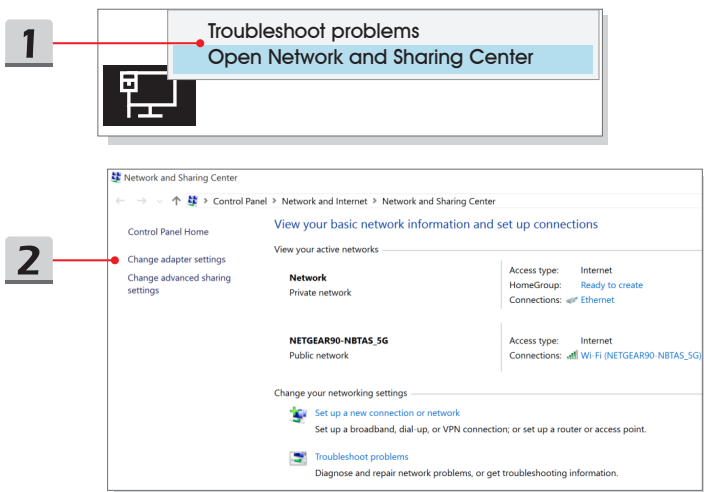 1
Troubleshoot problems
Open Network and Sharing Center
2
Network and Sharing Center
Control Panel > Network and Internet > Network and Sharing Center
Control Panel Home
Change adapter settings
Change advanced sharing
settings
View your basic network information and set up connections
View your active networks
Network
Private network
Access type: Internet
HomeGroup: Ready to create
Connections: Ethernet
NETGEAR90-NBTAS_5G
Public network
Access type: Internet
Connections: Wi-Fi (NETGEAR90-NBTAS_5G)
Change your networking settings
Set up a new connection or network
Set up a broadband, dial-up, or VPN connection; or set up a router or access point.
Troubleshoot problems
Diagnose and repair network problems, or get troubleshooting information.